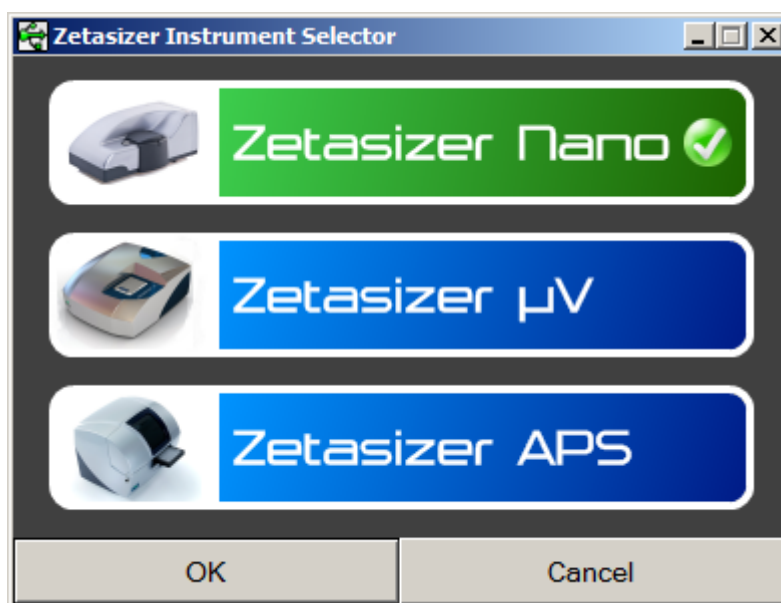 Zetasizer Instrument Selector
Zetasizer Nano
Zetasizer µV
Zetasizer APS
OK
Cancel